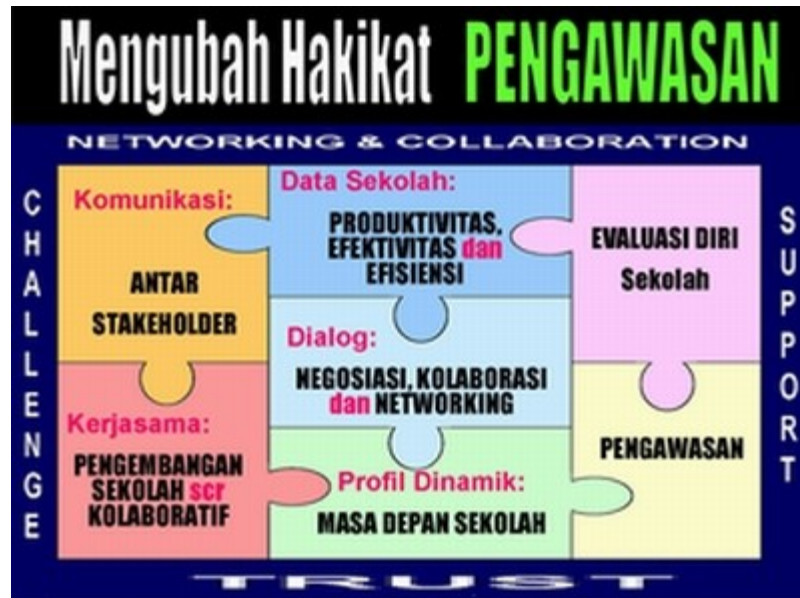 Mengubah Hakikat PENGAWASAN
NETWORKING & COLLABORATION
CHALLENGE
Komunikasi:
ANTAR
STAKEHOLDER
Data Sekolah:
PRODUKTIVITAS,
EFEKTIVITAS dan
EFISIENSI
EVALUASI DIRI
Sekolah
SUPPORT
Dialog:
NEGOSIASI, KOLABORASI
dan NETWORKING
Kerjasama:
PENGEMBANGAN
SEKOLAH scr
KOLABORATIF
Profil Dinamik:
MASA DEPAN SEKOLAH
PENGAWASAN
TRUST